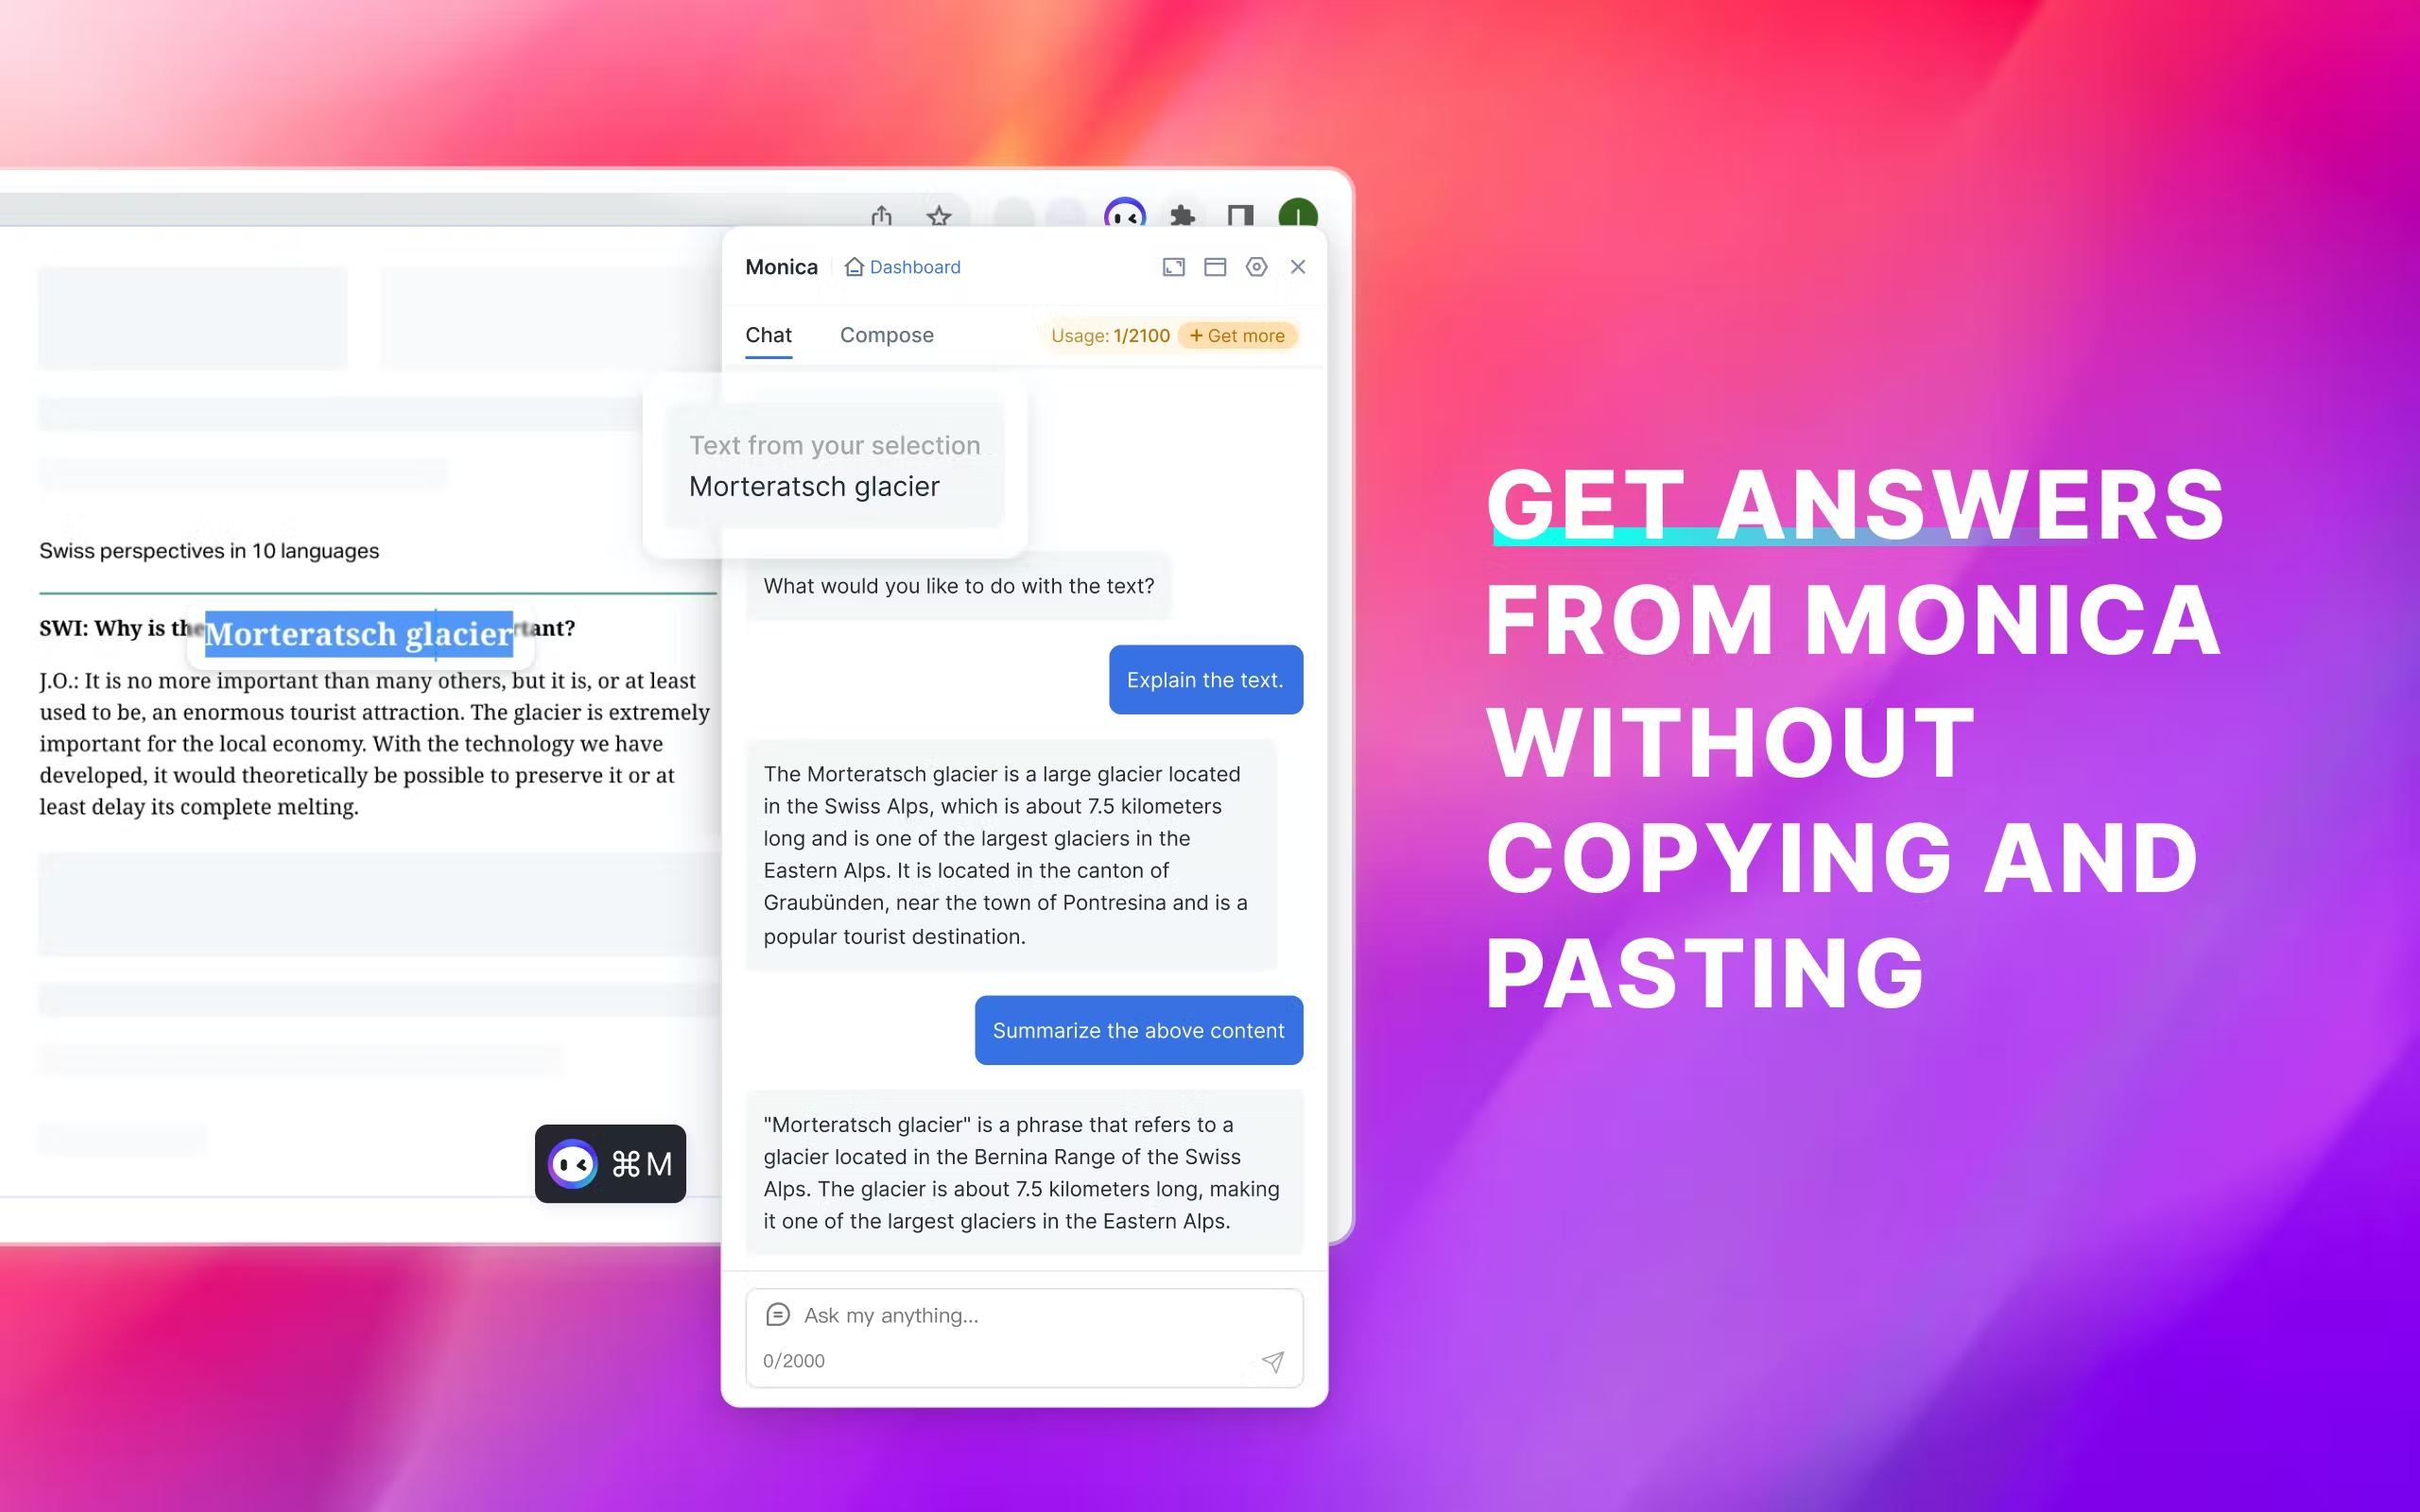 Monica
Dashboard
Chat
Compose
Usage: 1/2100
+ Get more
Text from your selection
Morteratsch glacier
Swiss perspectives in 10 languages
SWI: Why is the Morteratsch glacier rtant?
J.O.: It is no more important than many others, but it is, or at least
used to be, an enormous tourist attraction. The glacier is extremely
important for the local economy. With the technology we have
developed, it would theoretically be possible to preserve it or at
least delay its complete melting.
⌘M
What would you like to do with the text?
Explain the text.
The Morteratsch glacier is a large glacier located
in the Swiss Alps, which is about 7.5 kilometers
long and is one of the largest glaciers in the
Eastern Alps. It is located in the canton of
Graubünden, near the town of Pontresina and is a
popular tourist destination.
Summarize the above content
"Morteratsch glacier" is a phrase that refers to a
glacier located in the Bernina Range of the Swiss
Alps. The glacier is about 7.5 kilometers long, making
it one of the largest glaciers in the Eastern Alps.
Ask my anything...
0/2000
GET ANSWERS
FROM MONICA
WITHOUT
COPYING AND
PASTING